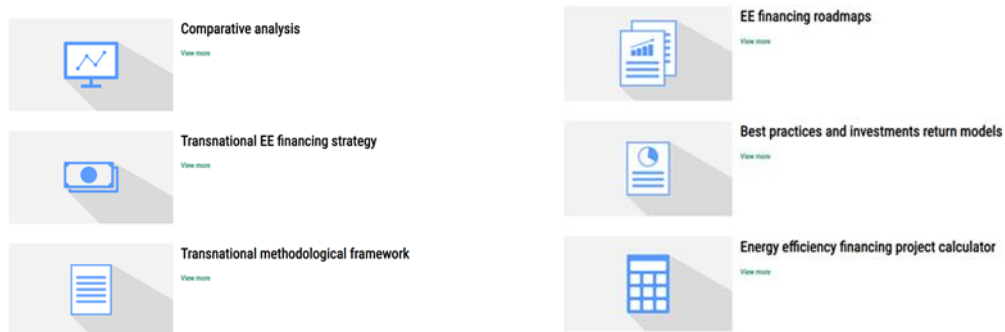 Comparative analysis
View more
Transnational EE financing strategy
View more
Transnational methodological framework
View more
EE financing roadmaps
View more
Best practices and investments return models
View more
Energy efficiency financing project calculator
View more